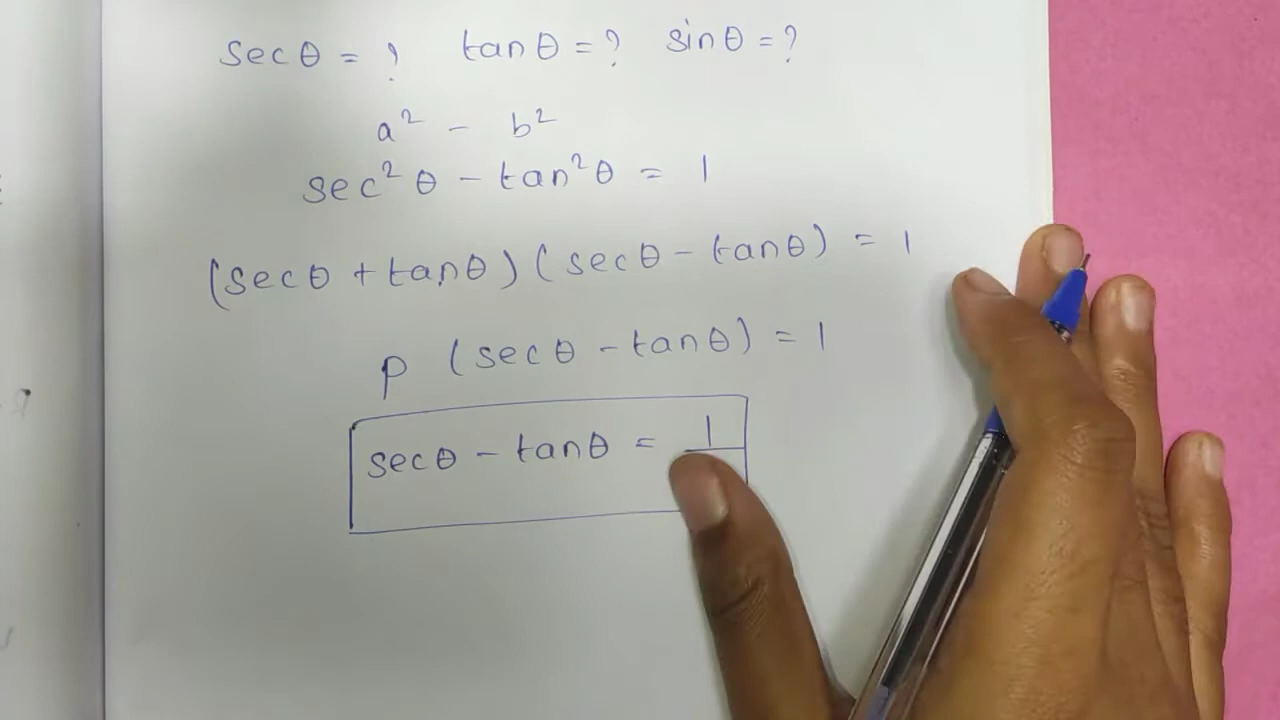 secθ = ? tanθ = ? sinθ = ?
a² - b²
sec²θ - tan²θ = 1
(secθ + tanθ) (secθ - tanθ) = 1
p (secθ - tanθ) = 1
secθ - tanθ = 1